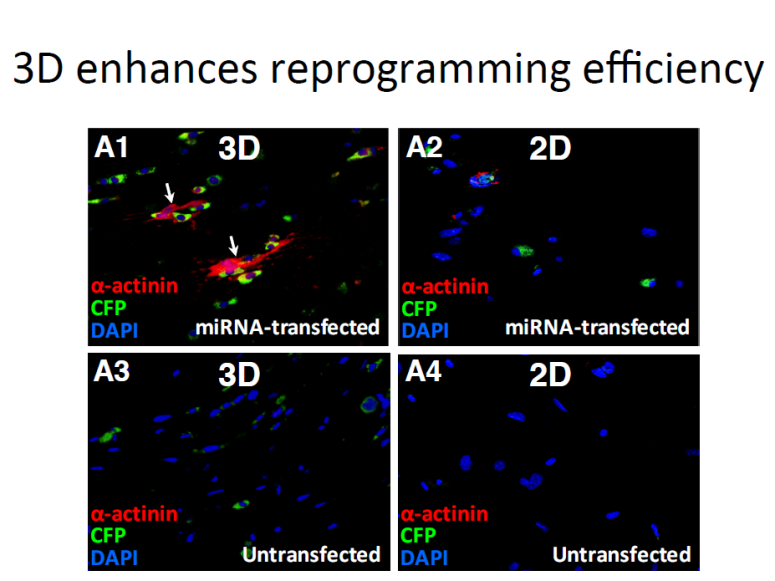 3D enhances reprogramming efficiency
A1 3D
α-actinin
CFP
DAPI miRNA-transfected
A2 2D
α-actinin
CFP
DAPI miRNA-transfected
A3 3D
α-actinin
CFP
DAPI Untransfected
A4 2D
α-actinin
CFP
DAPI Untransfected